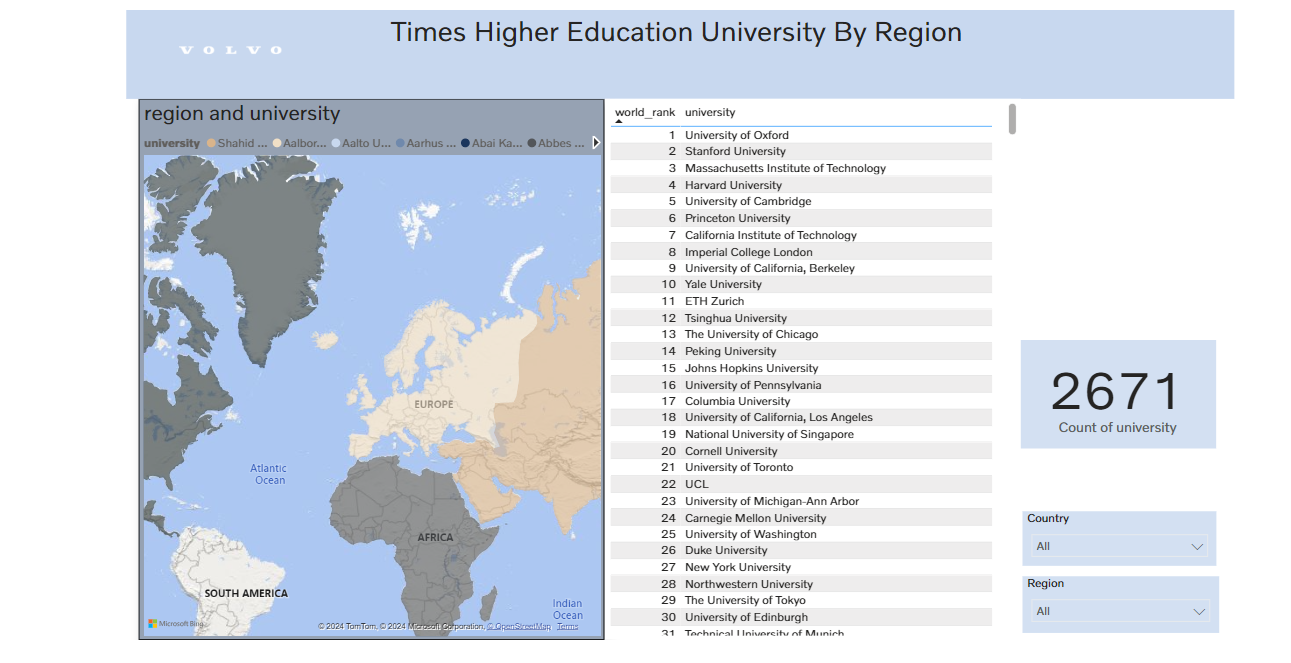 VOLVO
Times Higher Education University By Region
region and university
university Shahid ... Aalbor... Aalto U... Aarhus ... Abai Ka... Abbes ...
EUROPE
Atlantic
Ocean
AFRICA
SOUTH AMERICA
Indian
Ocean
Microsoft Bing
© 2024 TomTom, © 2024 Microsoft Corporation, © OpenStreetMap Terms
world_rank university
1 University of Oxford
2 Stanford University
3 Massachusetts Institute of Technology
4 Harvard University
5 University of Cambridge
6 Princeton University
7 California Institute of Technology
8 Imperial College London
9 University of California, Berkeley
10 Yale University
11 ETH Zurich
12 Tsinghua University
13 The University of Chicago
14 Peking University
15 Johns Hopkins University
16 University of Pennsylvania
17 Columbia University
18 University of California, Los Angeles
19 National University of Singapore
20 Cornell University
21 University of Toronto
22 UCL
23 University of Michigan-Ann Arbor
24 Carnegie Mellon University
25 University of Washington
26 Duke University
27 New York University
28 Northwestern University
29 The University of Tokyo
30 University of Edinburgh
31 Technical University of Munich
2671
Count of university
Country
All
Region
All